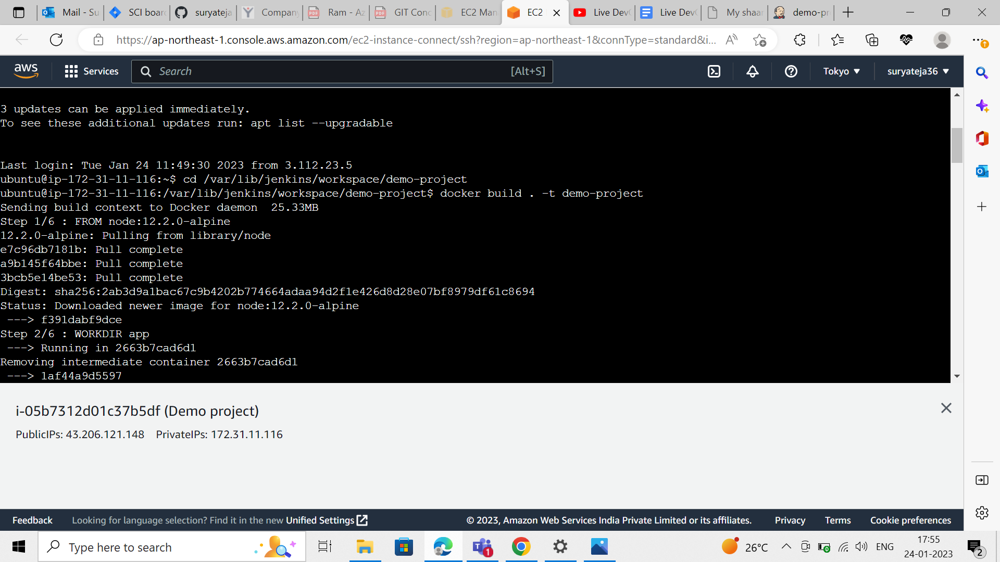 Mail - Su
SCI boar
suryateja
Company
Ram - Az
GIT Conc
EC2 Man
EC2
Live Dev
Live Dev
My shaar
demo-pr
https://ap-northeast-1.console.aws.amazon.com/ec2-instance-connect/ssh?region=ap-northeast-1&connType=standard&i...
aws
Services
Search
[Alt+S]
Tokyo
suryateja36
3 updates can be applied immediately.
To see these additional updates run: apt list --upgradable
Last login: Tue Jan 24 11:49:30 2023 from 3.112.23.5
ubuntu@ip-172-31-11-116:~$ cd /var/lib/jenkins/workspace/demo-project
ubuntu@ip-172-31-11-116:/var/lib/jenkins/workspace/demo-project$ docker build . -t demo-project
Sending build context to Docker daemon  25.33MB
Step 1/6 : FROM node:12.2.0-alpine
12.2.0-alpine: Pulling from library/node
e7c96db7181b: Pull complete
a9b145f64bbe: Pull complete
3bcb5e14be53: Pull complete
Digest: sha256:2ab3d9a1bac67c9b4202b774664adaa94d2f1e426d8d28e07bf8979df61c8694
Status: Downloaded newer image for node:12.2.0-alpine
---> f391dabf9dce
Step 2/6 : WORKDIR app
---> Running in 2663b7cad6d1
Removing intermediate container 2663b7cad6d1
---> 1af44a9d5597
i-05b7312d01c37b5df (Demo project)
PublicIPs: 43.206.121.148 PrivateIPs: 172.31.11.116
Feedback
Looking for language selection? Find it in the new Unified Settings
© 2023, Amazon Web Services India Private Limited or its affiliates.
Privacy
Terms
Cookie preferences
Type here to search
1
26°C
ENG
17:55
24-01-2023
2